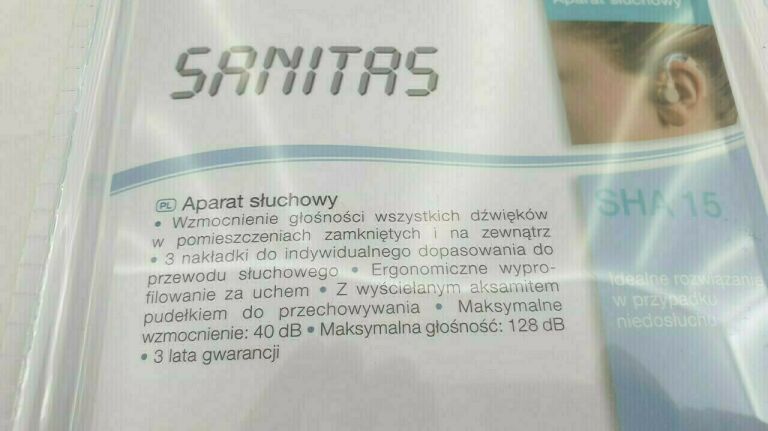 Aparat słuchowy
SANITAS
PL Aparat słuchowy
• Wzmocnienie głośności wszystkich dźwięków
w pomieszczeniach zamkniętych i na zewnątrz
• 3 nakładki do indywidualnego dopasowania do
przewodu słuchowego • Ergonomiczne wypro-
filowanie za uchem • Z wyścielanym aksamitem
pudełkiem do przechowywania • Maksymalne
wzmocnienie: 40 dB • Maksymalna głośność: 128 dB
• 3 lata gwarancji
SHA 15
Idealne rozwiązanie
w przypadku
niedosłuchu